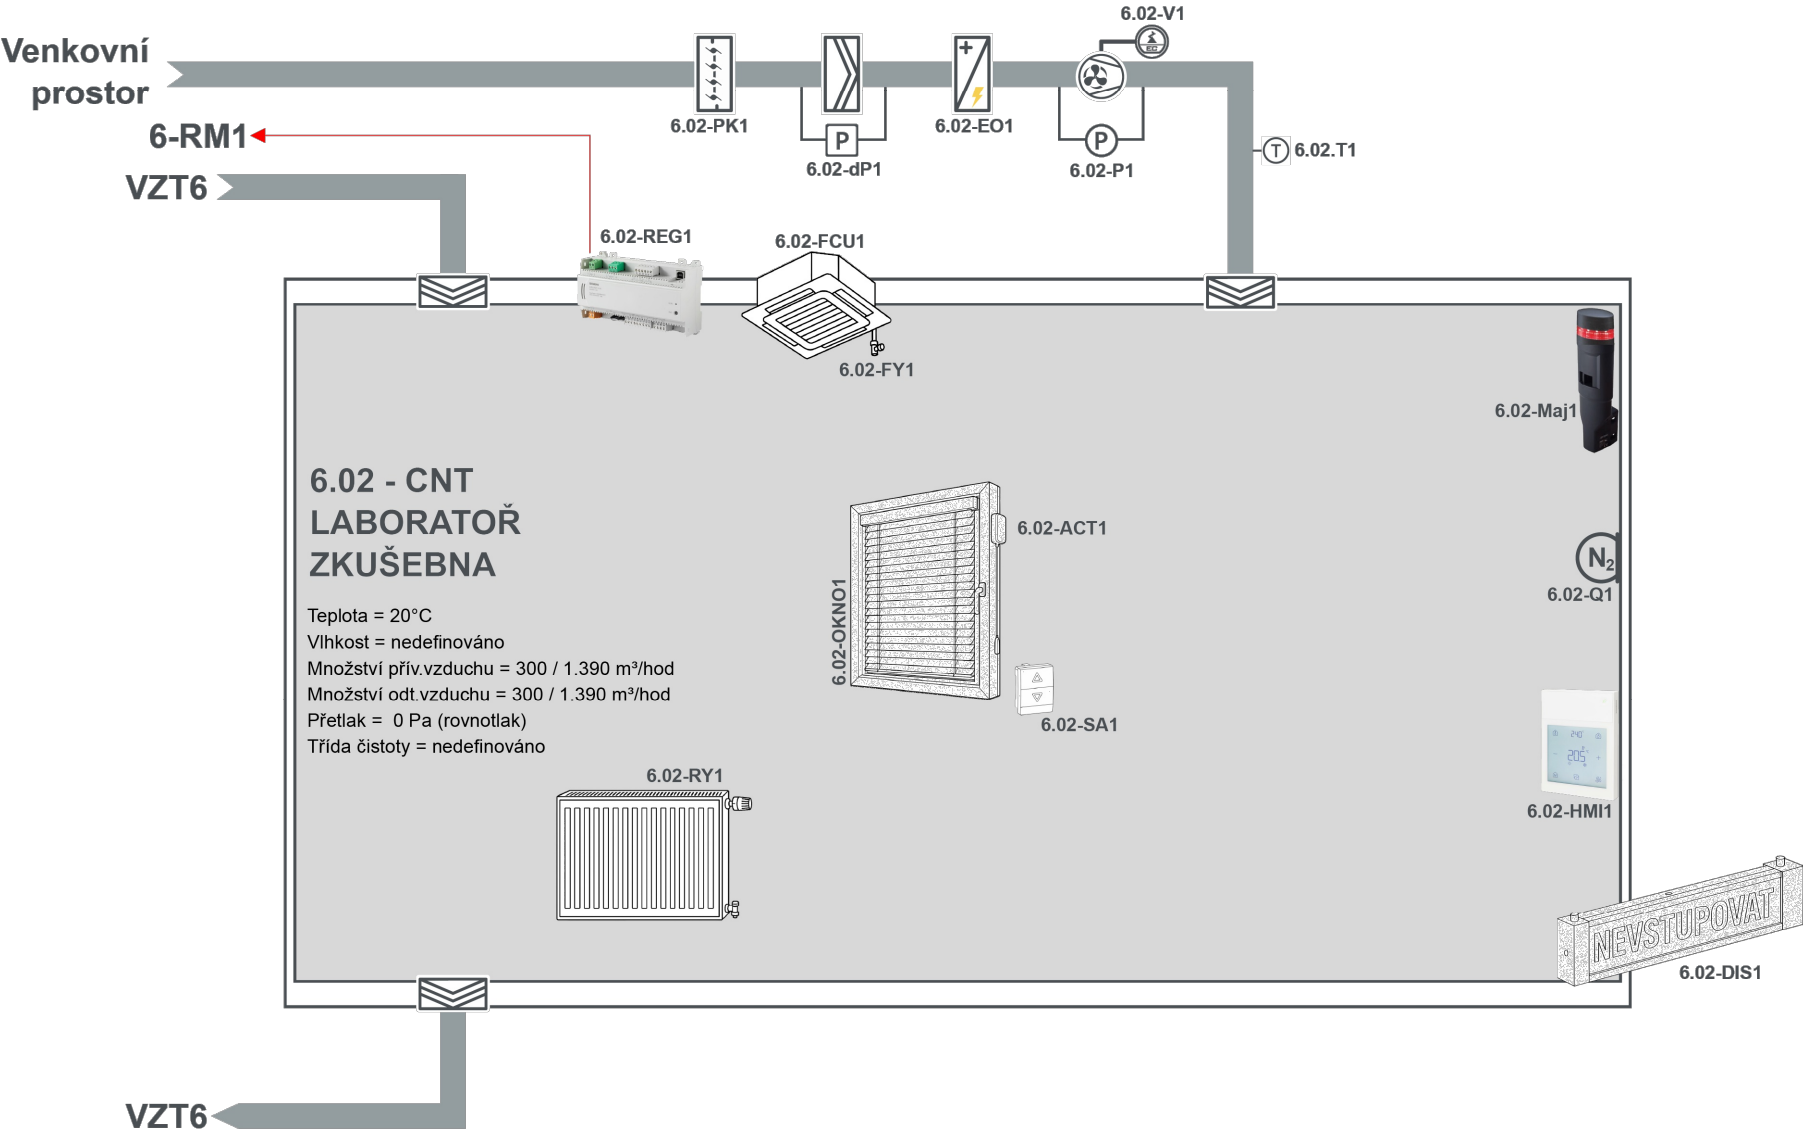 6.02-V1
Venkovní
prostor
6.02-PK1
P
6.02-dP1
6.02-EO1
EC
P
6.02-P1
6-RM1
T
6.02.T1
VZT6
6.02-REG1
6.02-FCU1
6.02-FY1
6.02-Maj1
6.02 - CNT
LABORATOŘ
ZKUŠEBNA
6.02-ACT1
6.02-OKNO1
N2
6.02-Q1
Teplota = 20°C
Vlhkost = nedefinováno
Množství přív.vzduchu = 300 / 1.390 m³/hod
Množství odt.vzduchu = 300 / 1.390 m³/hod
Přetlak =  0 Pa (rovnotlak)
Třída čistoty = nedefinováno
6.02-SA1
6.02-RY1
6.02-HMI1
NEVSTUPOVAT
6.02-DIS1
VZT6